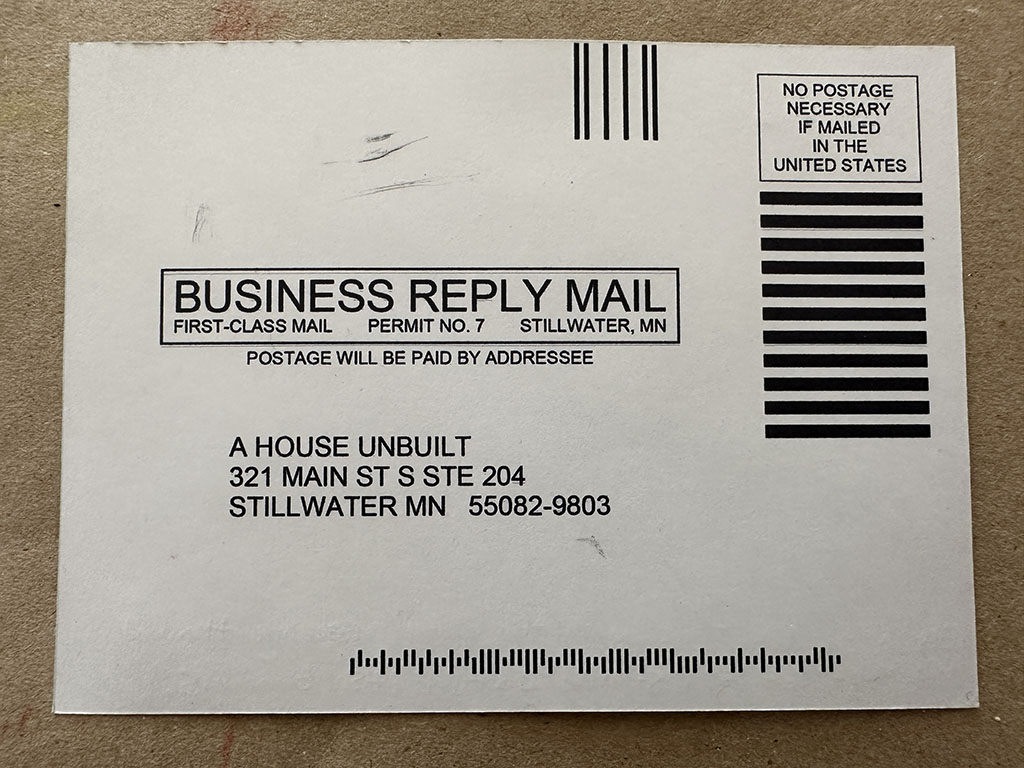 NO POSTAGE
NECESSARY
IF MAILED
IN THE
UNITED STATES
BUSINESS REPLY MAIL
FIRST-CLASS MAIL PERMIT NO. 7 STILLWATER, MN
POSTAGE WILL BE PAID BY ADDRESSEE
A HOUSE UNBUILT
321 MAIN ST S STE 204
STILLWATER MN 55082-9803